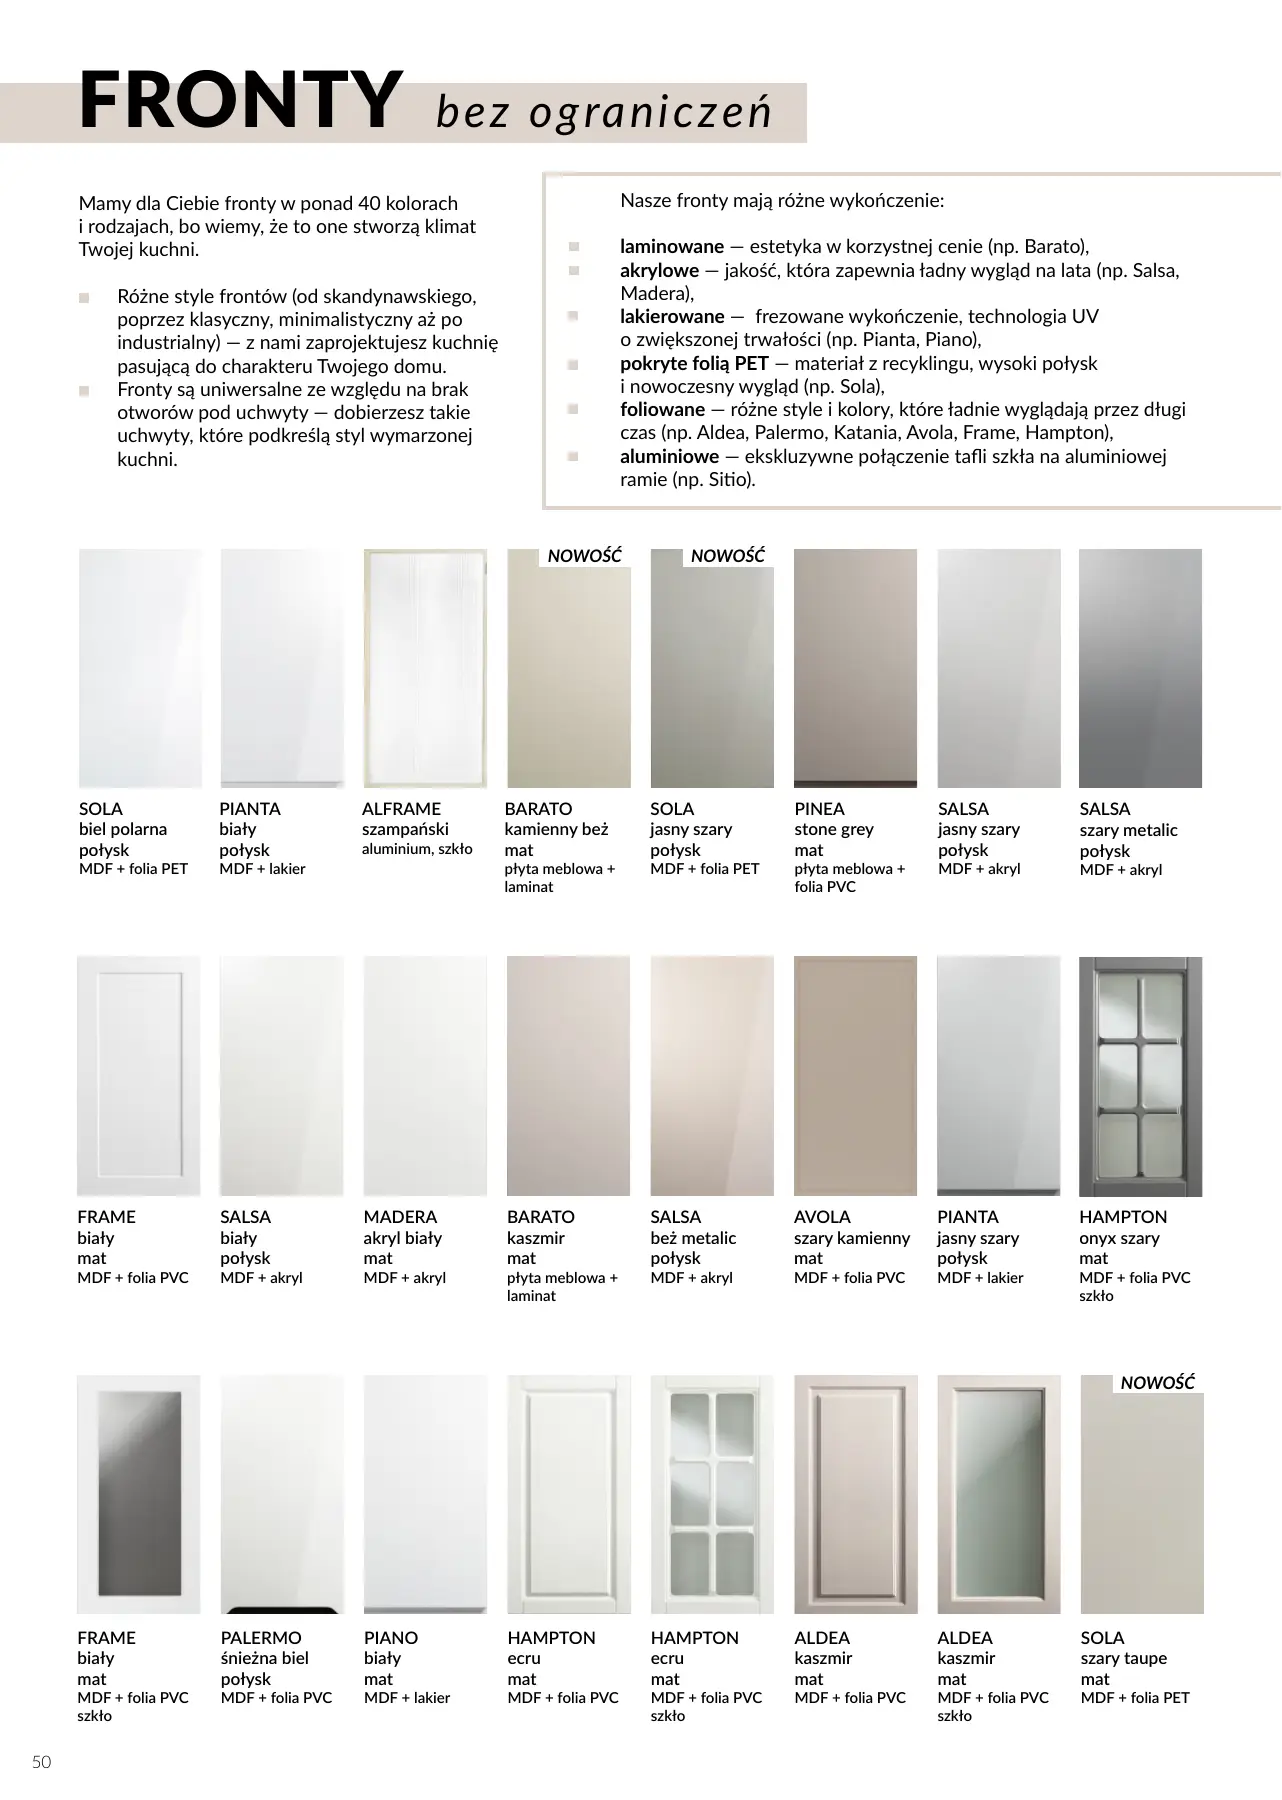 FRONTY bez ograniczeń
Mamy dla Ciebie fronty w ponad 40 kolorach
i rodzajach, bo wiemy, że to one stworzą klimat
Twojej kuchni.
Różne style frontów (od skandynawskiego,
poprzez klasyczny, minimalistyczny aż po
industrialny) — z nami zaprojektujesz kuchnię
pasującą do charakteru Twojego domu.
Fronty są uniwersalne ze względu na brak
otworów pod uchwyty — dobierzesz takie
uchwyty, które podkreślą styl wymarzonej
kuchni.
Nasze fronty mają różne wykończenie:
laminowane — estetyka w korzystnej cenie (np. Barato),
akrylowe — jakość, która zapewnia ładny wygląd na lata (np. Salsa,
Madera),
lakierowane — frezowane wykończenie, technologia UV
o zwiększonej trwałości (np. Pianta, Piano),
pokryte folią PET — materiał z recyklingu, wysoki połysk
i nowoczesny wygląd (np. Sola),
foliowane — różne style i kolory, które ładnie wyglądają przez długi
czas (np. Aldea, Palermo, Katania, Avola, Frame, Hampton),
aluminiowe — ekskluzywne połączenie tafli szkła na aluminiowej
ramie (np. Sitio).
NOWOŚĆ
NOWOŚĆ
SOLA
biel polarna
połysk
MDF + folia PET
PIANTA
biały
połysk
MDF + lakier
ALFRAME
szampański
aluminium, szkło
BARATO
kamienny beż
mat
płyta meblowa +
laminat
SOLA
jasny szary
połysk
MDF + folia PET
PINEA
stone grey
mat
płyta meblowa +
folia PVC
SALSA
jasny szary
połysk
MDF + akryl
SALSA
szary metalic
połysk
MDF + akryl
FRAME
biały
mat
MDF + folia PVC
SALSA
biały
połysk
MDF + akryl
MADERA
akryl biały
mat
MDF + akryl
BARATO
kaszmir
mat
płyta meblowa +
laminat
SALSA
beż metalic
połysk
MDF + akryl
AVOLA
szary kamienny
mat
MDF + folia PVC
PIANTA
jasny szary
połysk
MDF + lakier
HAMPTON
onyx szary
mat
MDF + folia PVC
szkło
NOWOŚĆ
FRAME
biały
mat
MDF + folia PVC
szkło
PALERMO
śnieżna biel
połysk
MDF + folia PVC
PIANO
biały
mat
MDF + lakier
HAMPTON
ecru
mat
MDF + folia PVC
HAMPTON
ecru
mat
MDF + folia PVC
szkło
ALDEA
kaszmir
mat
MDF + folia PVC
ALDEA
kaszmir
mat
MDF + folia PVC
szkło
SOLA
szary taupe
mat
MDF + folia PET
50